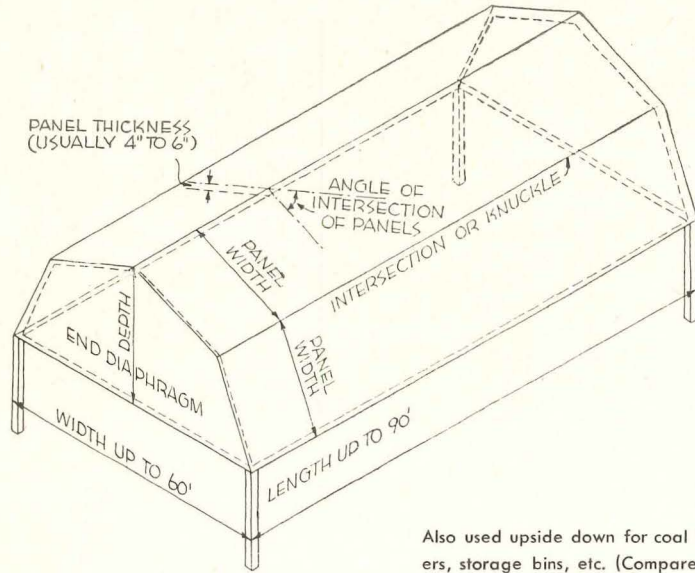 PANEL THICKNESS
(USUALLY 4" TO 6")
ANGLE OF
INTERSECTION
OF PANELS
PANEL
WIDTH
INTERSECTION OR KNUCKLE
PANEL
WIDTH
DEPTH
END DIAPHRAGM
WIDTH UP TO 60'
LENGTH UP TO 90'
Also used upside down for coal
ers, storage bins, etc. (Compare